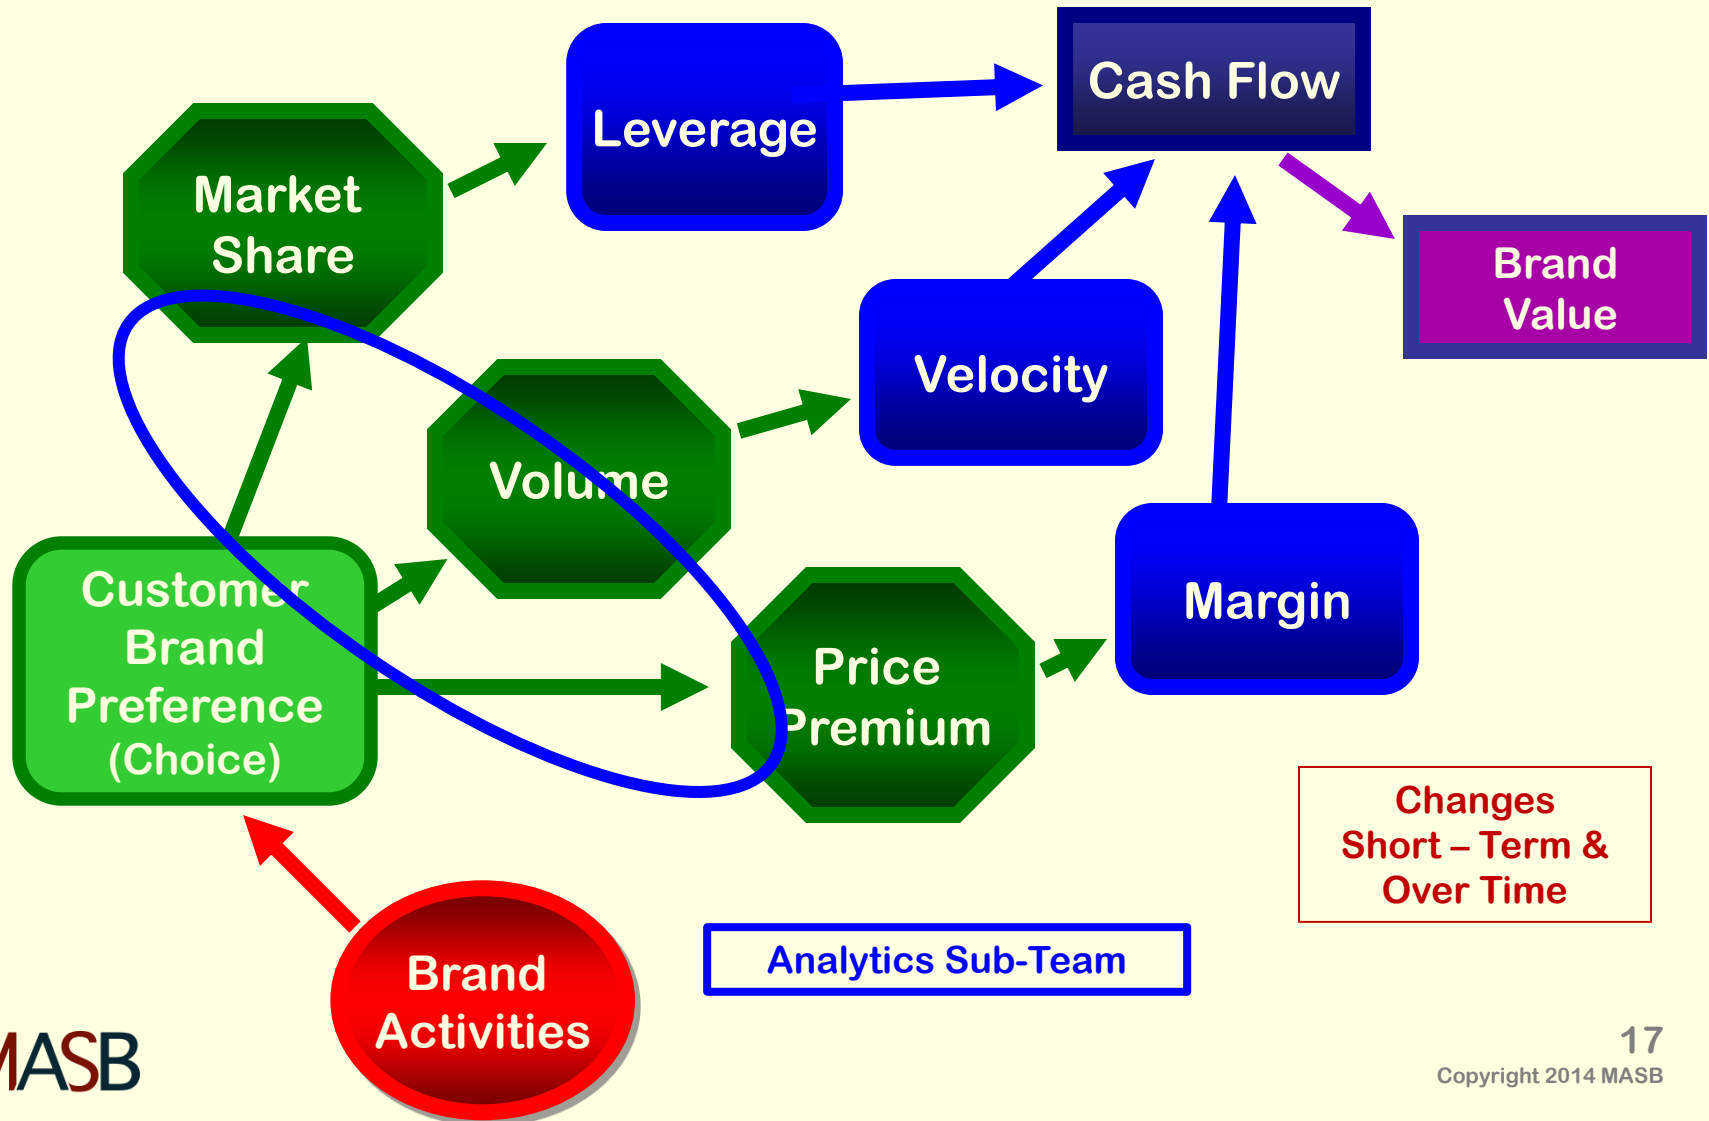 Leverage
Cash Flow
Market
Share
Brand
Value
Velocity
Volume
Customer
Brand
Preference
(Choice)
Margin
Price
Premium
Changes
Short – Term &
Over Time
Brand
Activities
Analytics Sub-Team
MASB
17
Copyright 2014 MASB